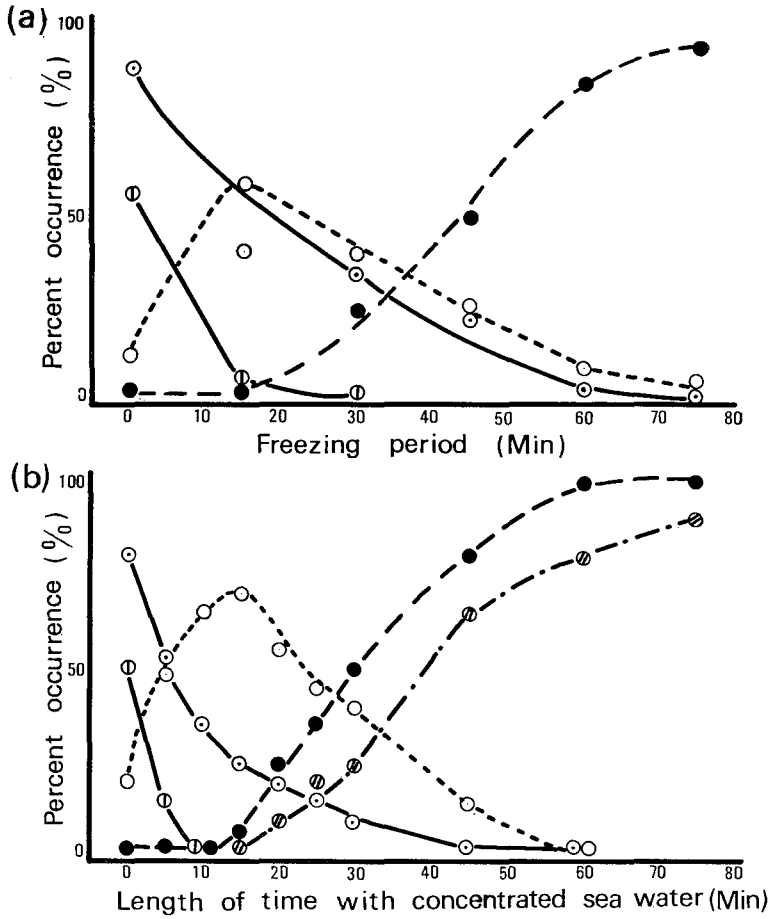 (a)
Percent occurrence (%)
100
50
0
0 10 20 30 40 50 60 70 80
Freezing period (Min)
(b)
Percent occurrence (%)
100
50
0
0 10 20 30 40 50 60 70 80
Length of time with concentrated sea water (Min)